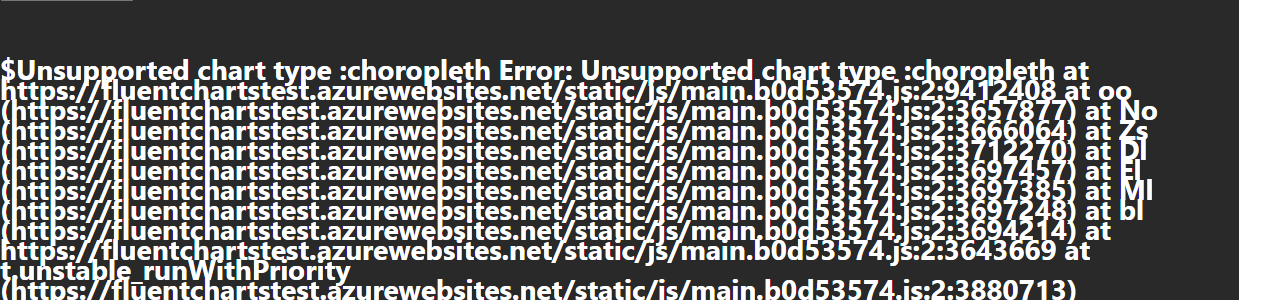 $Unsupported chart type :choropleth Error: Unsupported chart type :choropleth at
https://fluentchartstest.azurewebsites.net/static/js/main.b0d53574.js:2:9412408 at oo
(https://fluentchartstest.azurewebsites.net/static/js/main.b0d53574.js:2:3657877) at No
(https://fluentchartstest.azurewebsites.net/static/js/main.b0d53574.js:2:3666064) at Zs
(https://fluentchartstest.azurewebsites.net/static/js/main.b0d53574.js:2:3712270) at Dl
(https://fluentchartstest.azurewebsites.net/static/js/main.b0d53574.js:2:3697457) at El
(https://fluentchartstest.azurewebsites.net/static/js/main.b0d53574.js:2:3697385) at Ml
(https://fluentchartstest.azurewebsites.net/static/js/main.b0d53574.js:2:3697248) at bl
(https://fluentchartstest.azurewebsites.net/static/js/main.b0d53574.js:2:3694214) at
https://fluentchartstest.azurewebsites.net/static/js/main.b0d53574.js:2:3643669 at
t.unstable_runWithPriority
(https://fluentchartstest.azurewebsites.net/static/js/main.b0d53574.js:2:3880713)